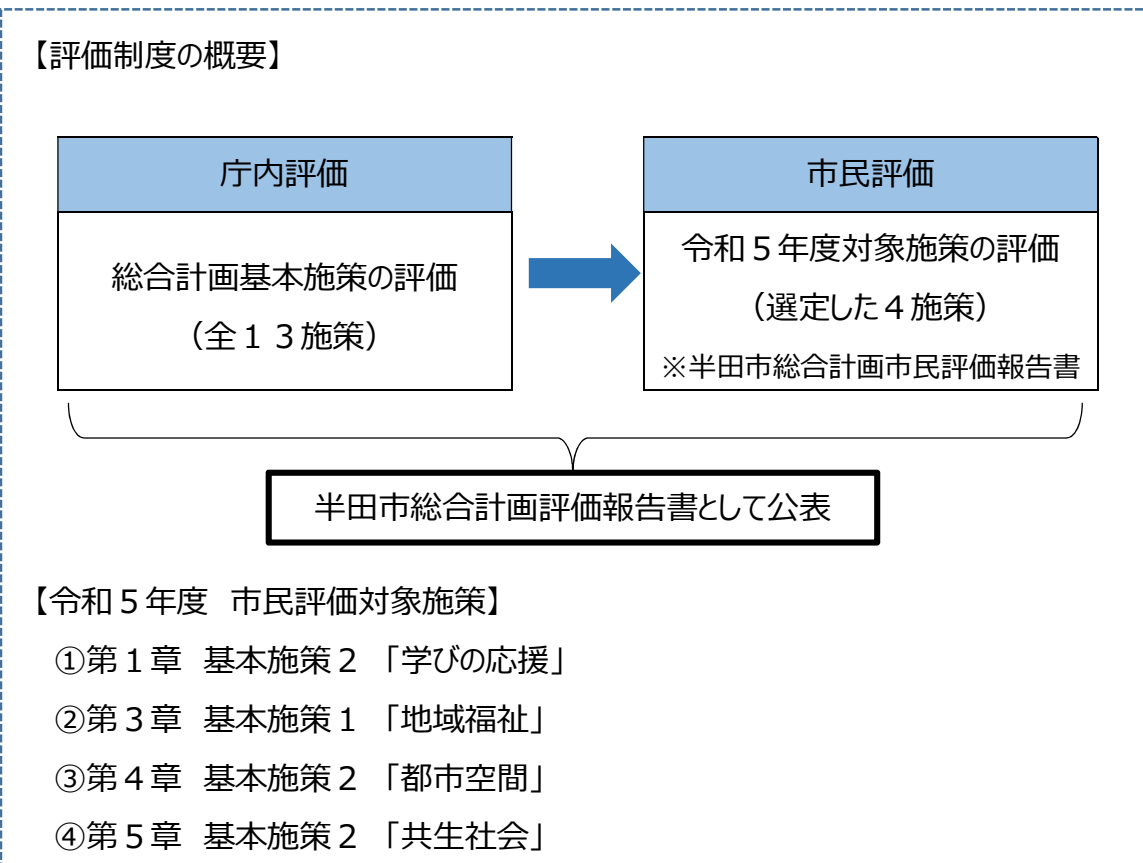 【評価制度の概要】
庁内評価
総合計画基本施策の評価
（全１３施策）
市民評価
令和５年度対象施策の評価
（選定した４施策）
※半田市総合計画市民評価報告書
半田市総合計画評価報告書として公表
【令和５年度 市民評価対象施策】
①第１章 基本施策２ 「学びの応援」
②第３章 基本施策１ 「地域福祉」
③第４章 基本施策２ 「都市空間」
④第５章 基本施策２ 「共生社会」